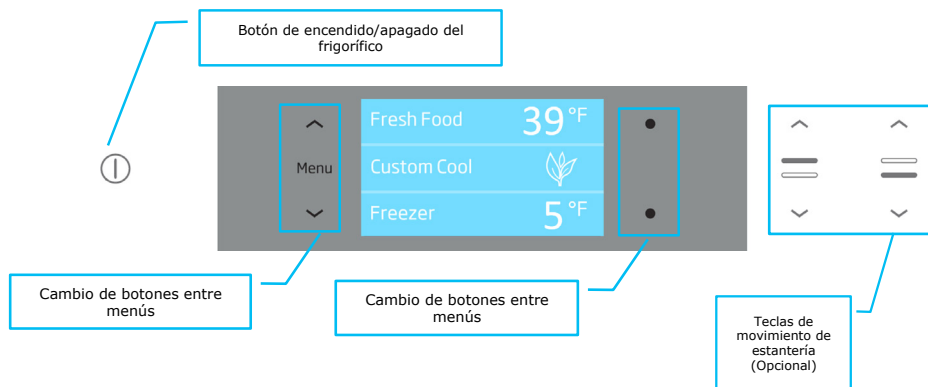 Botón de encendido/apagado del
frigorífico
Fresh Food 39 °F
Menu
Custom Cool
Freezer 5 °F
Cambio de botones entre
menús
Cambio de botones entre
menús
Teclas de
movimiento de
estantería
(Opcional)